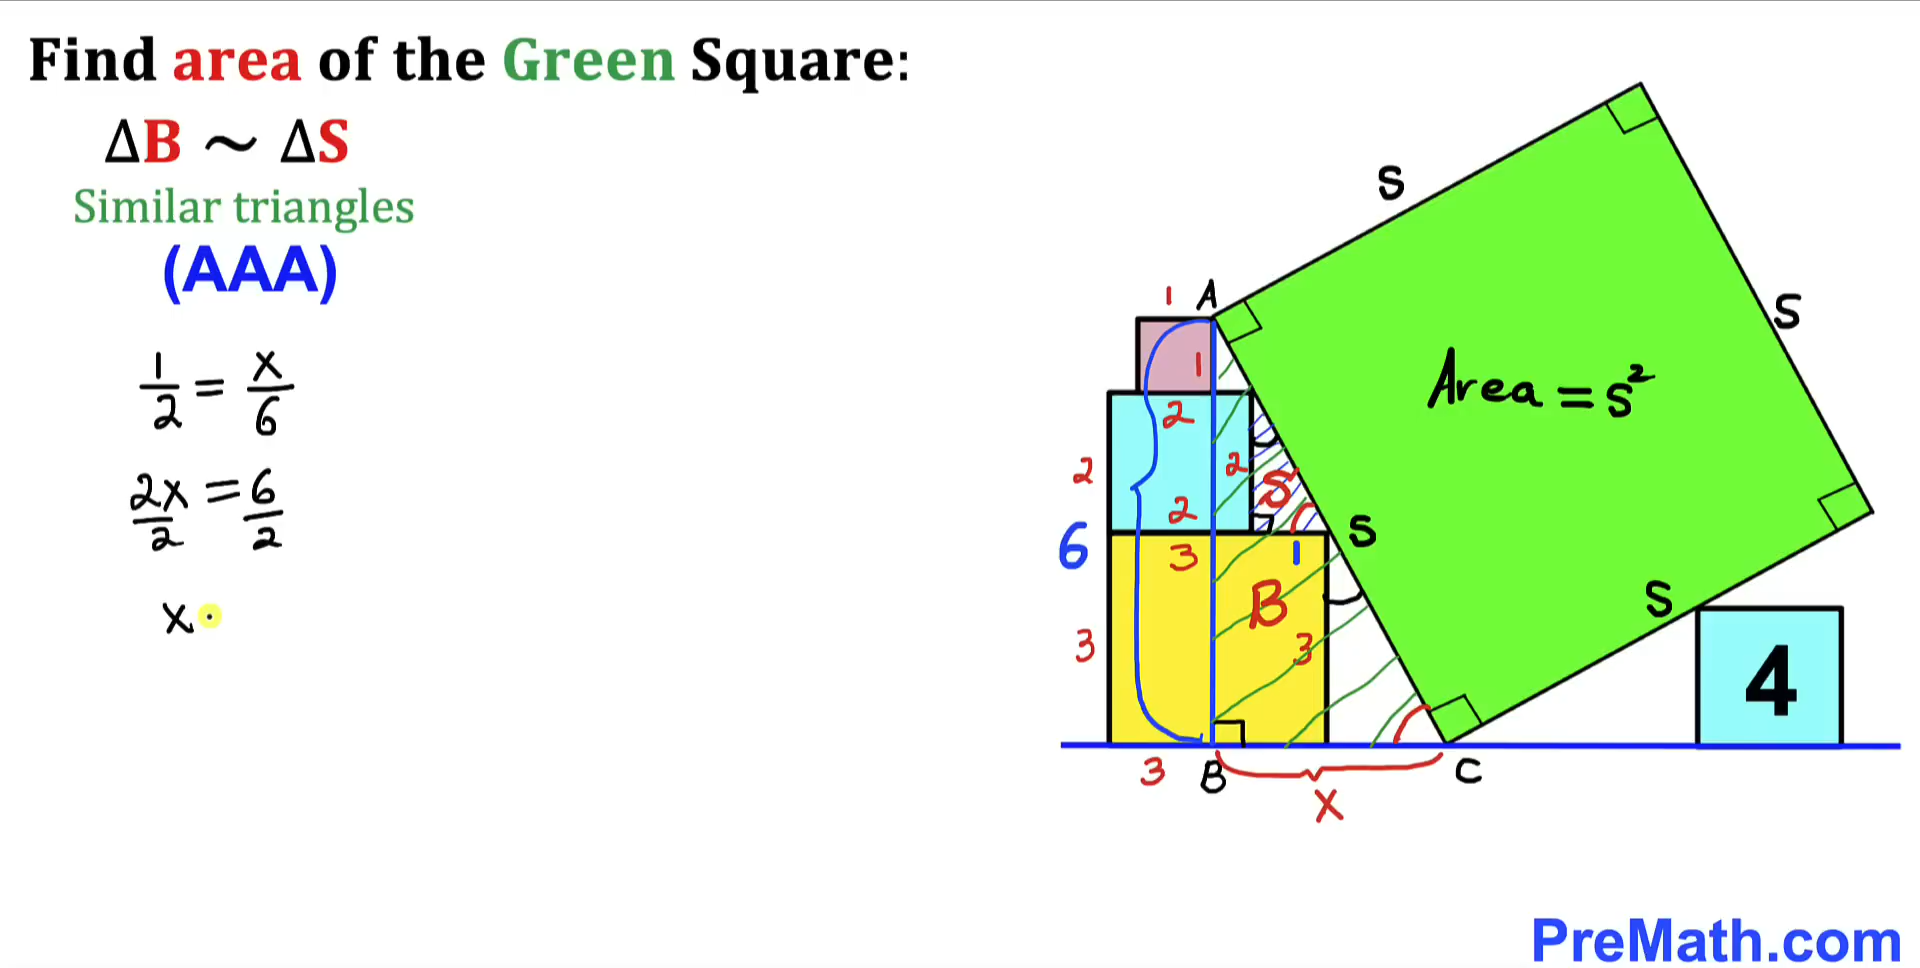 Find area of the Green Square:
ΔB ~ ΔS
Similar triangles
(AAA)
1/2 = x/6
2x/2 = 6/2
x
S
S
1 A
1
Area = s²
2
2 2
S
2
S
6 3 1
B
S
3 3
4
3 B C
x
PreMath.com